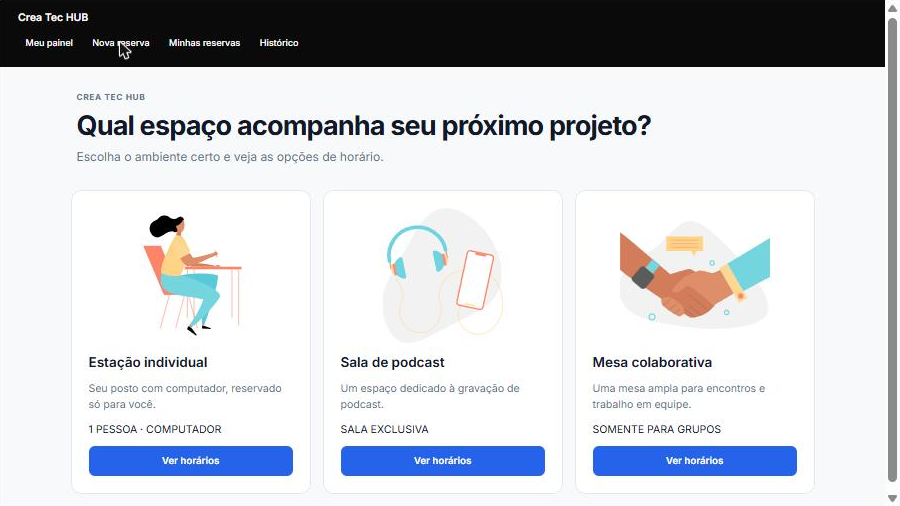 Crea Tec HUB
Meu painel Nova reserva Minhas reservas Histórico
CREA TEC HUB
Qual espaço acompanha seu próximo projeto?
Escolha o ambiente certo e veja as opções de horário.
Estação individual
Seu posto com computador, reservado
só para você.
1 PESSOA · COMPUTADOR
Ver horários
Sala de podcast
Um espaço dedicado à gravação de
podcast.
SALA EXCLUSIVA
Ver horários
Mesa colaborativa
Uma mesa ampla para encontros e
trabalho em equipe.
SOMENTE PARA GRUPOS
Ver horários